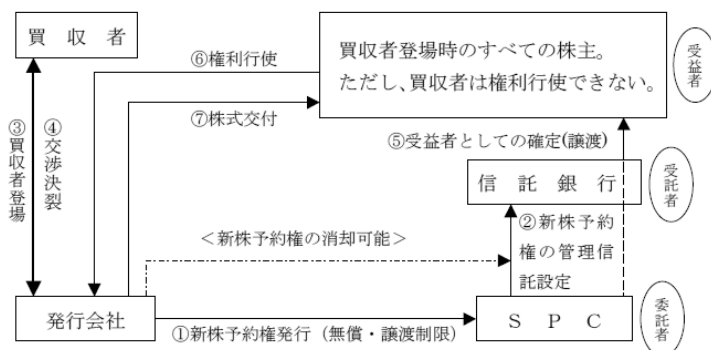 買収者
買収者登場時のすべての株主。
ただし、買収者は権利行使できない。
受益者
⑥権利行使
⑦株式交付
③買収者登場
④交渉決裂
⑤受益者としての確定(譲渡)
信託銀行
受託者
②新株予約
権の管理信
託設定
＜新株予約権の消却可能＞
発行会社
①新株予約権発行（無償・譲渡制限）
ＳＰＣ
委託者